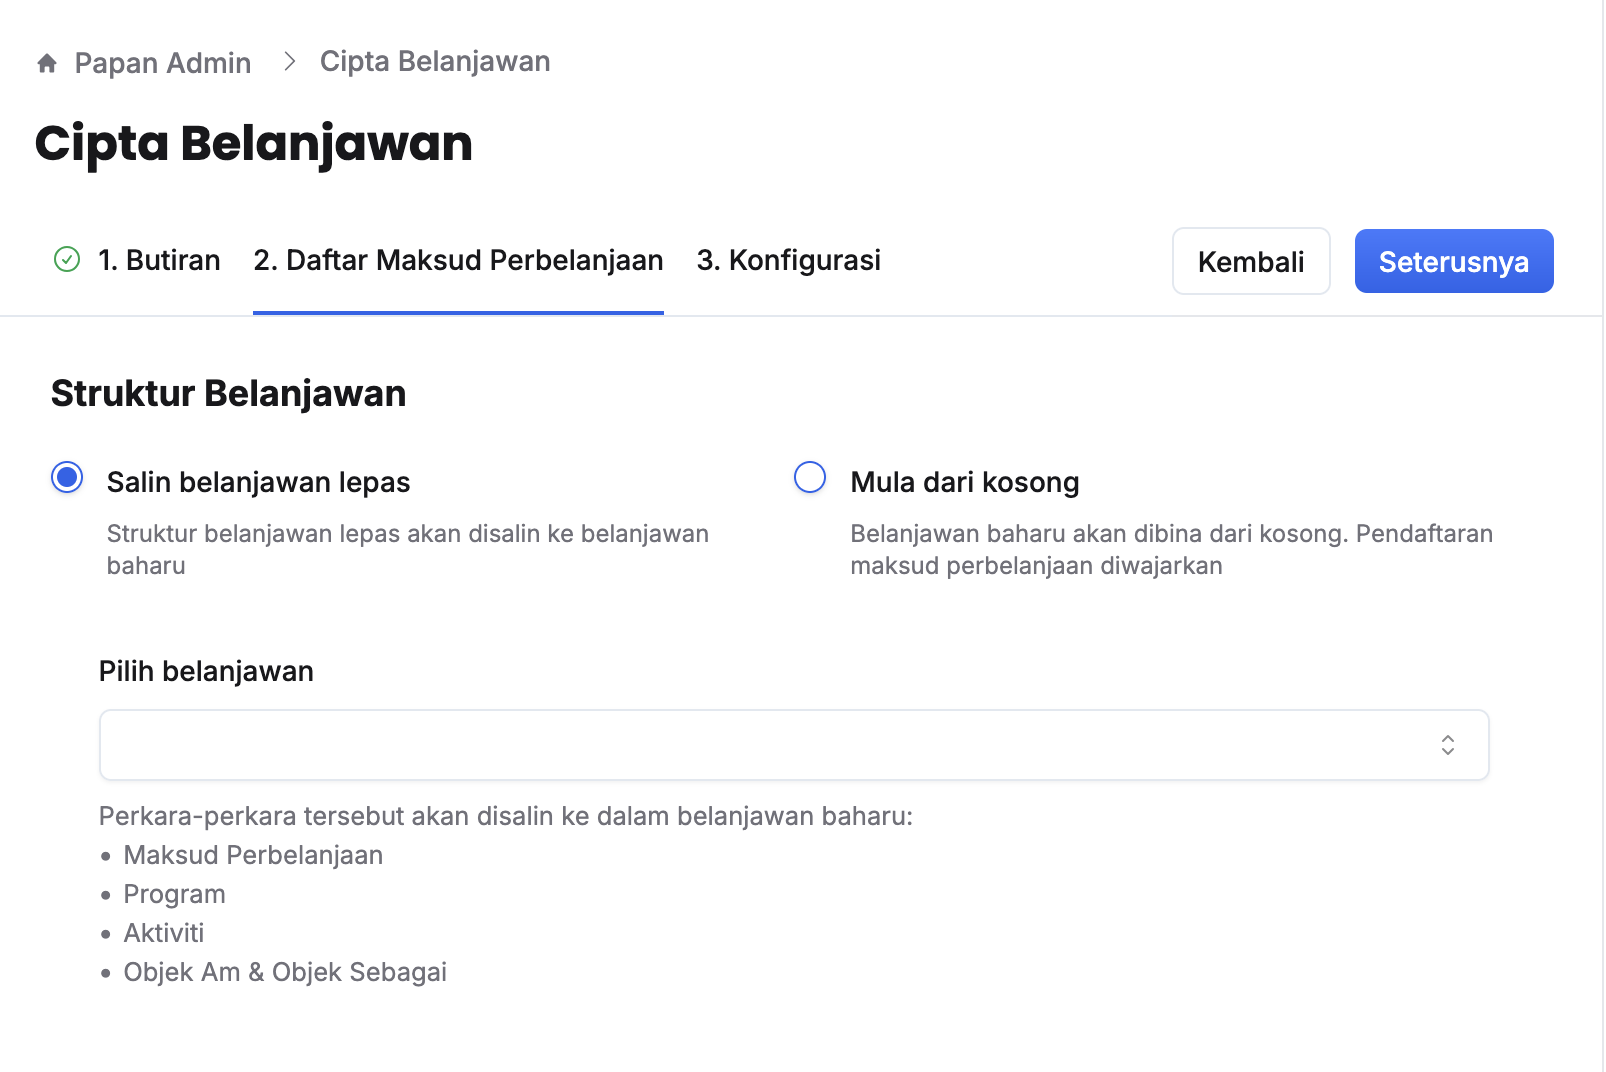 Papan Admin > Cipta Belanjawan
Cipta Belanjawan
1. Butiran 2. Daftar Maksud Perbelanjaan 3. Konfigurasi Kembali Seterusnya
Struktur Belanjawan
Salin belanjawan lepas
Struktur belanjawan lepas akan disalin ke belanjawan
baharu
Mula dari kosong
Belanjawan baharu akan dibina dari kosong. Pendaftaran
maksud perbelanjaan diwajarkan
Pilih belanjawan
Perkara-perkara tersebut akan disalin ke dalam belanjawan baharu:
• Maksud Perbelanjaan
• Program
• Aktiviti
• Objek Am & Objek Sebagai